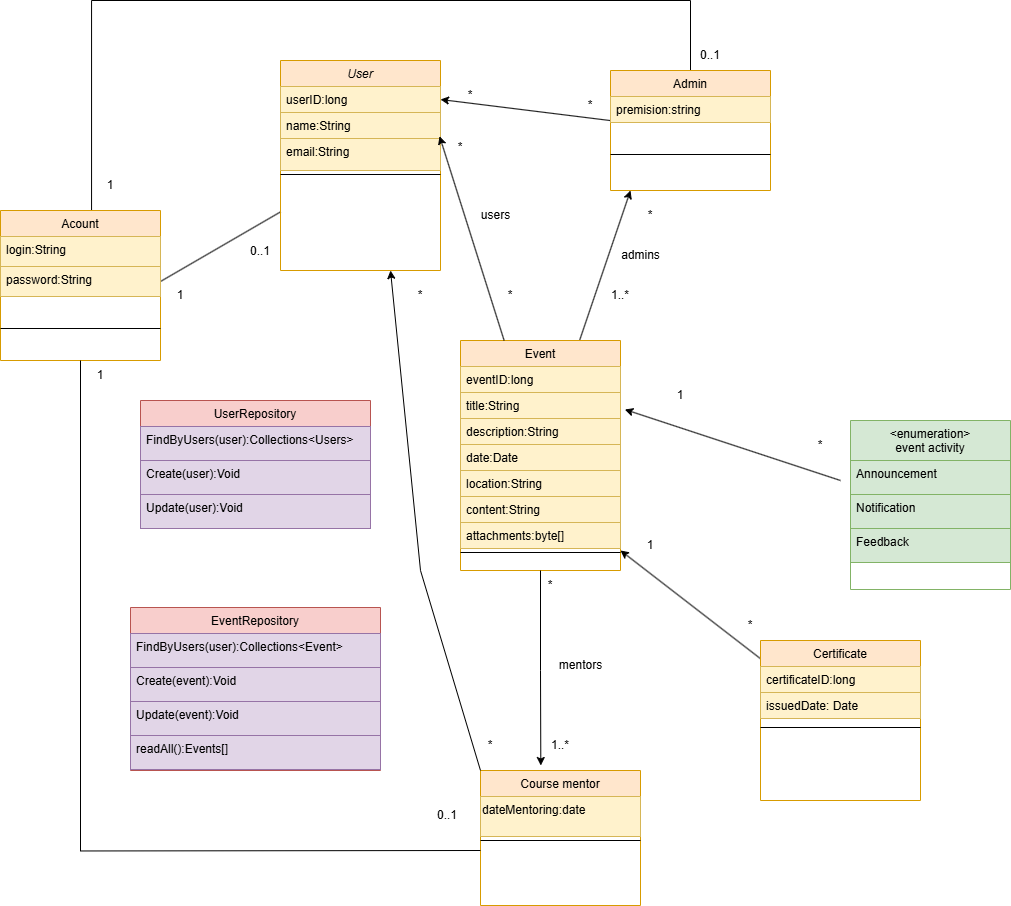 0..1
User
Admin
userID:long
*
*
premision:string
name:String
*
email:String
1
users
*
Acount
login:String
0..1
admins
password:String
1
*
*
1..*
Event
1
eventID:long
1
title:String
UserRepository
description:String
*
<enumeration>
event activity
FindByUsers(user):Collections<Users>
date:Date
Announcement
Create(user):Void
location:String
Update(user):Void
content:String
Notification
attachments:byte[]
Feedback
1
*
EventRepository
*
FindByUsers(user):Collections<Event>
mentors
Certificate
Create(event):Void
certificateID:long
Update(event):Void
issuedDate: Date
readAll():Events[]
*
1..*
Course mentor
0..1
dateMentoring:date